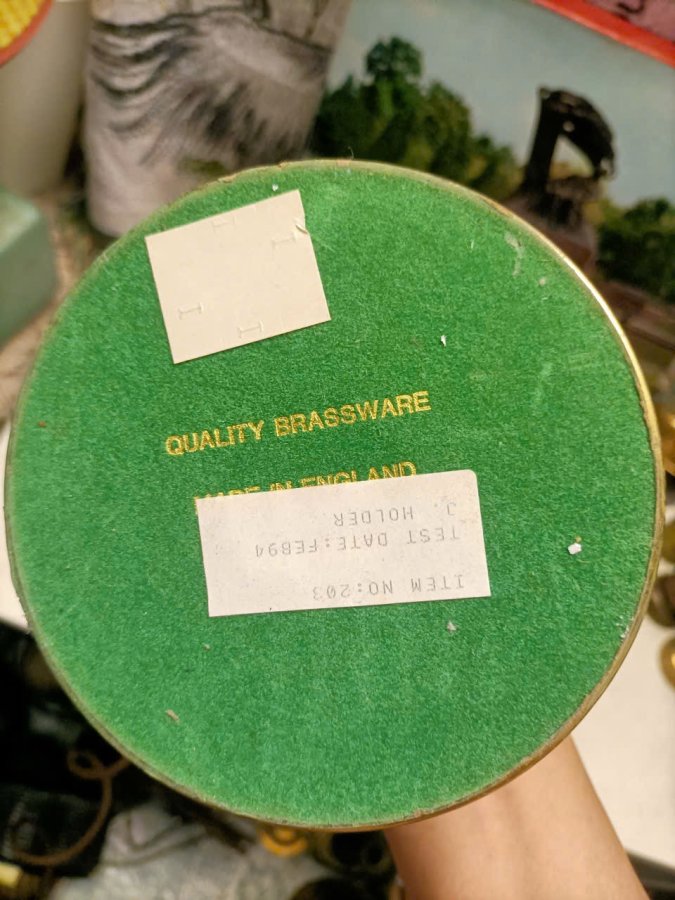 QUALITY BRASSWARE
MADE IN ENGLAND
ITEM NO:203
TEST DATE:FEB94
J. HOLDER